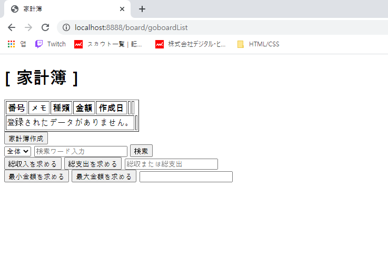 家計簿
localhost:8888/board/goboardList
앱 Twitch スカウト一覧 | 転… 株式会社デジタル・ヒ… HTML/CSS
[ 家計簿 ]
番号 メモ 種類 金額 作成日
登録されたデータがありません。
家計簿作成
全体 検索ワード入力 検索
総収入を求める 総支出を求める 総収または総支出
最小金額を求める 最大金額を求める